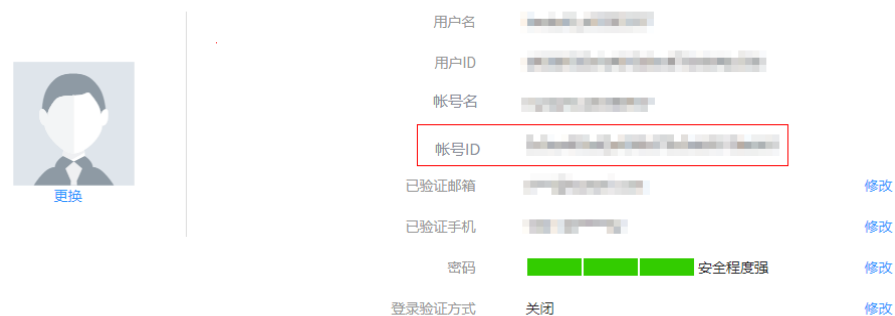 用户名
用户ID
帐号名
帐号ID
更换
已验证邮箱 修改
已验证手机 修改
密码 安全程度强 修改
登录验证方式 关闭 修改